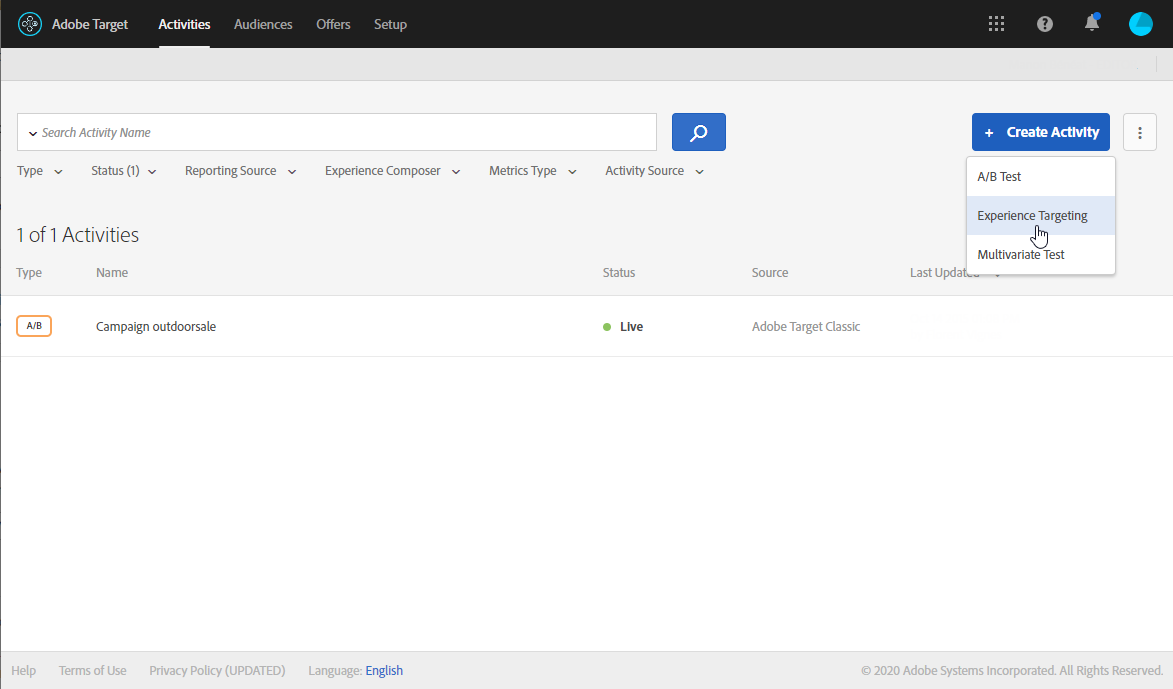 Adobe Target Activities Audiences Offers Setup
Search Activity Name
+ Create Activity
Type Status (1) Reporting Source Experience Composer Metrics Type Activity Source
A/B Test
Experience Targeting
Multivariate Test
1 of 1 Activities
Type Name Status Source Last Updated
A/B Campaign outdoorsale Live Adobe Target Classic
Help Terms of Use Privacy Policy (UPDATED) Language: English © 2020 Adobe Systems Incorporated. All Rights Reserved.